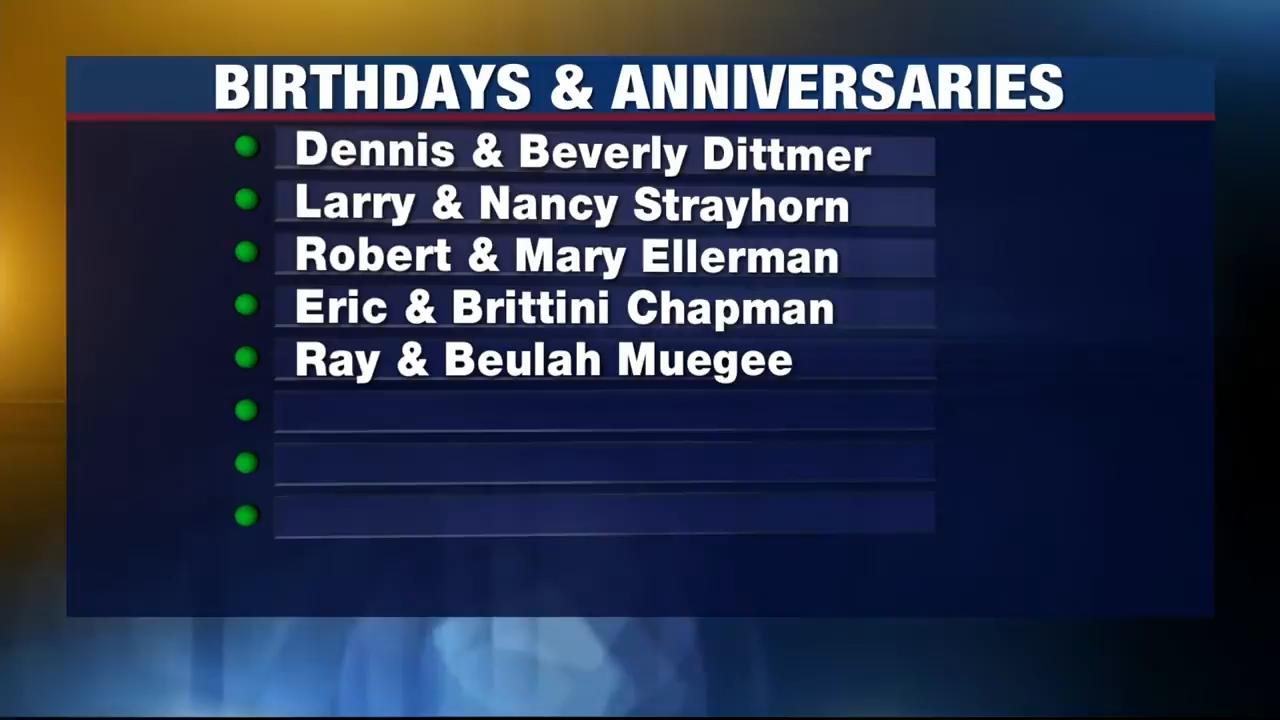 BIRTHDAYS & ANNIVERSARIES
Dennis & Beverly Dittmer
Larry & Nancy Strayhorn
Robert & Mary Ellerman
Eric & Brittini Chapman
Ray & Beulah Muegee